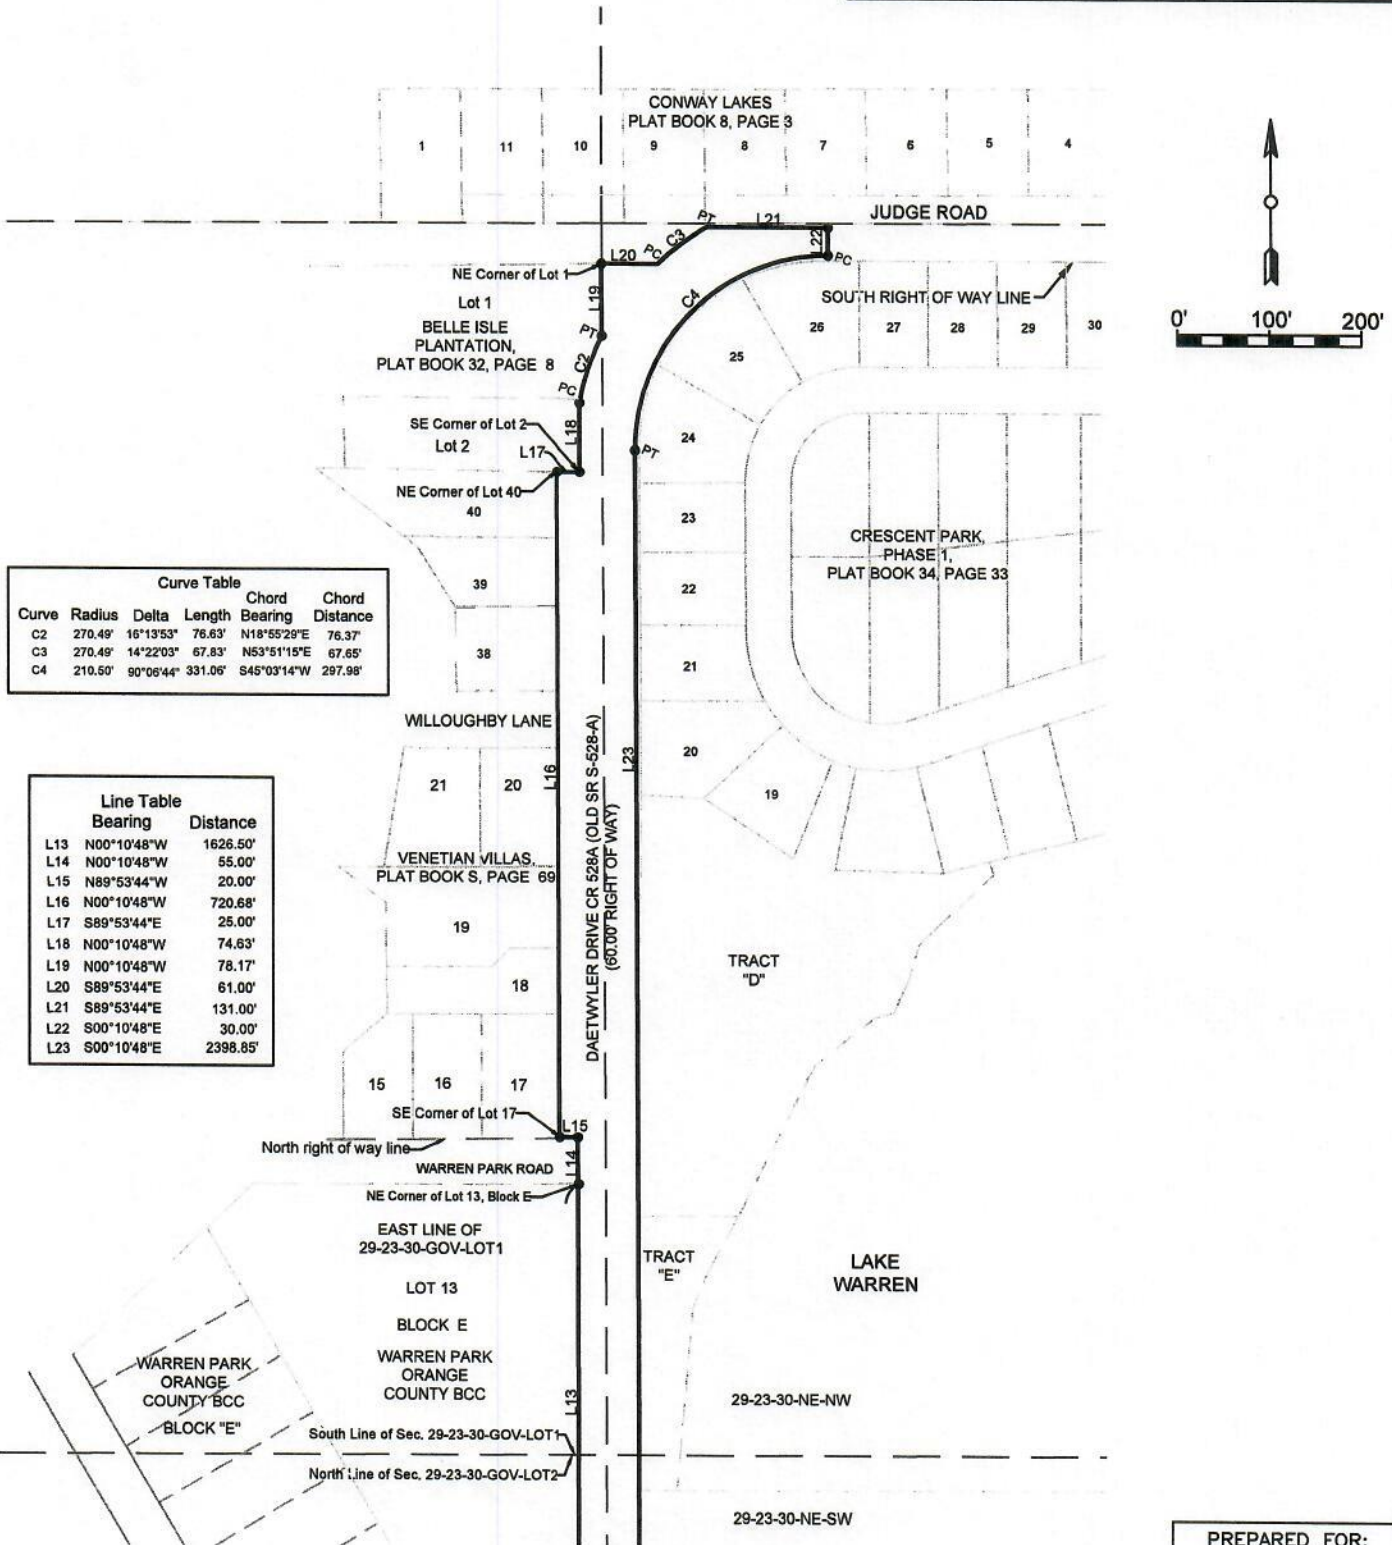 CONWAY LAKES
PLAT BOOK 8, PAGE 3
1
11
10
9
8
7
6
5
4
JUDGE ROAD
PT
L21
L22
PC
C3
PC
L20
NE Corner of Lot 1
L19
Lot 1
BELLE ISLE
PLANTATION,
PLAT BOOK 32, PAGE 8
PT
C2
PC
C4
SOUTH RIGHT OF WAY LINE
0' 100' 200'
26
27
28
29
30
25
24
PT
SE Corner of Lot 2
Lot 2
L18
L17
NE Corner of Lot 40
40
39
38
23
22
21
20
19
CRESCENT PARK,
PHASE 1,
PLAT BOOK 34, PAGE 33
Curve Table
Curve Radius Delta Length Chord Bearing Chord Distance
C2 270.49' 16°13'53" 76.63' N18°55'29"E 76.37'
C3 270.49' 14°22'03" 67.83' N53°51'15"E 67.65'
C4 210.50' 90°06'44" 331.06' S45°03'14"W 297.98'
WILLOUGHBY LANE
21
20
L16
L23
DAETWYLER DRIVE CR 528A (OLD SR S-528-A)
(60.00' RIGHT OF WAY)
Line Table
Bearing Distance
L13 N00°10'48"W 1626.50'
L14 N00°10'48"W 55.00'
L15 N89°53'44"W 20.00'
L16 N00°10'48"W 720.68'
L17 S89°53'44"E 25.00'
L18 N00°10'48"W 74.63'
L19 N00°10'48"W 78.17'
L20 S89°53'44"E 61.00'
L21 S89°53'44"E 131.00'
L22 S00°10'48"E 30.00'
L23 S00°10'48"E 2398.85'
VENETIAN VILLAS,
PLAT BOOK S, PAGE 69
19
18
15
16
17
TRACT
"D"
SE Corner of Lot 17
L15
North right of way line
WARREN PARK ROAD
L14
NE Corner of Lot 13, Block E
EAST LINE OF
29-23-30-GOV-LOT1
LOT 13
BLOCK E
WARREN PARK
ORANGE
COUNTY BCC
TRACT
"E"
LAKE
WARREN
WARREN PARK
ORANGE
COUNTY BCC
BLOCK "E"
L13
29-23-30-NE-NW
South Line of Sec. 29-23-30-GOV-LOT1
North Line of Sec. 29-23-30-GOV-LOT2
29-23-30-NE-SW
PREPARED FOR: